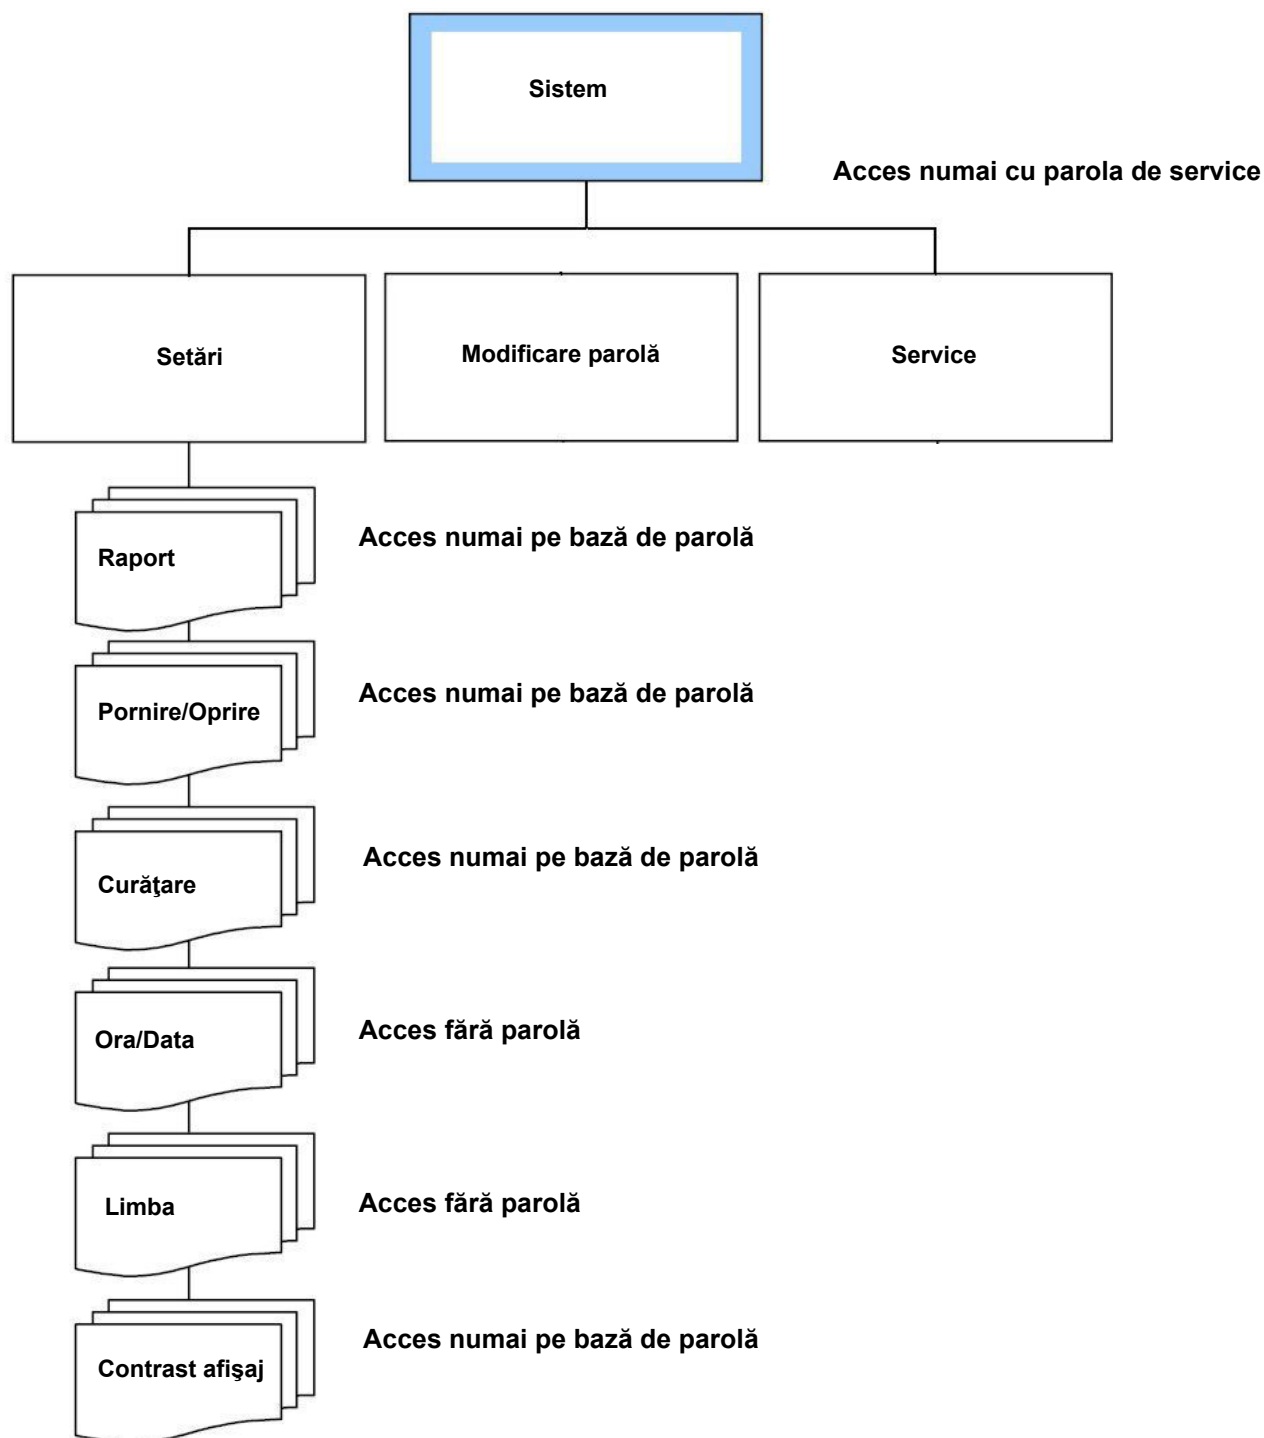 Sistem
Acces numai cu parola de service
Setări
Modificare parolă
Service
Raport
Acces numai pe bază de parolă
Pornire/Oprire
Acces numai pe bază de parolă
Curăţare
Acces numai pe bază de parolă
Ora/Data
Acces fără parolă
Limba
Acces fără parolă
Contrast afişaj
Acces numai pe bază de parolă